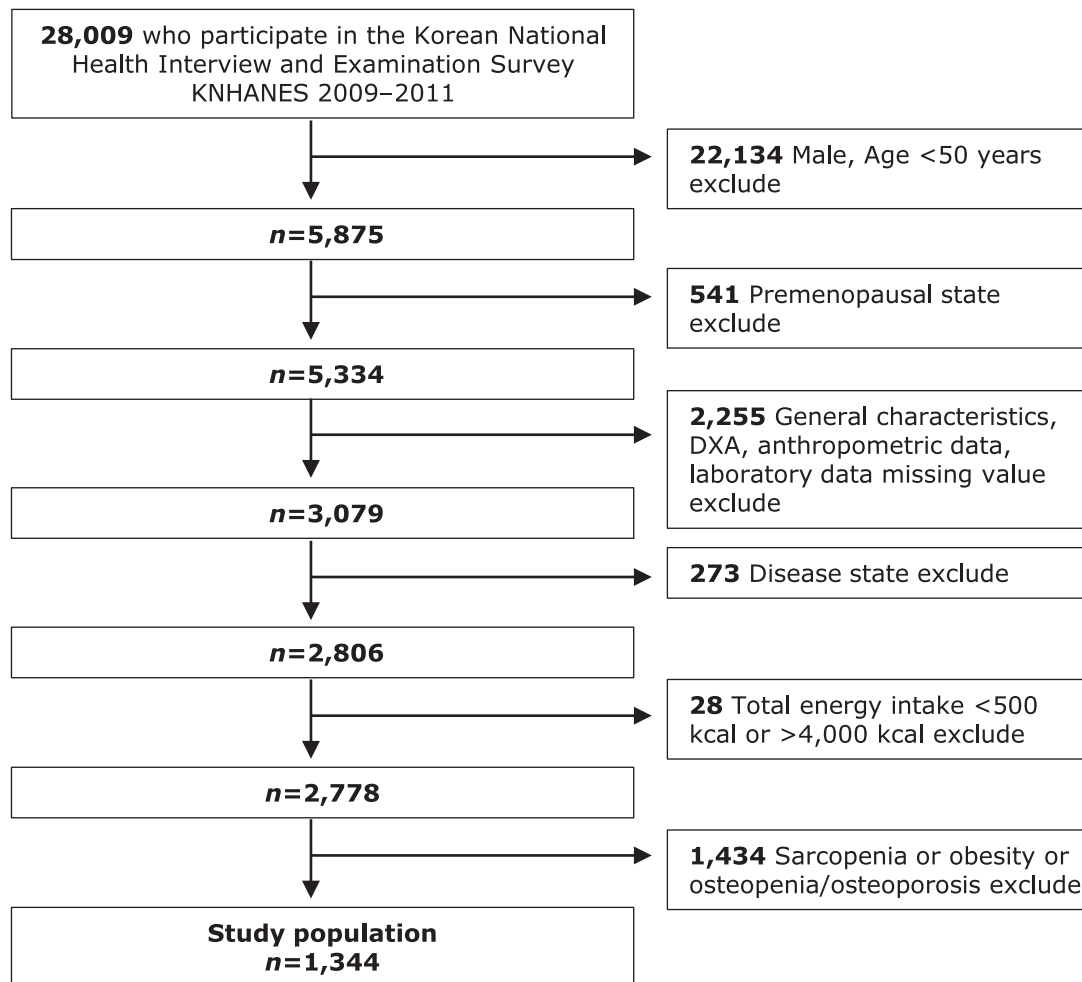 28,009 who participate in the Korean National
Health Interview and Examination Survey
KNHANES 2009–2011
22,134 Male, Age <50 years
exclude
n=5,875
541 Premenopausal state
exclude
n=5,334
2,255 General characteristics,
DXA, anthropometric data,
laboratory data missing value
exclude
n=3,079
273 Disease state exclude
n=2,806
28 Total energy intake <500
kcal or >4,000 kcal exclude
n=2,778
1,434 Sarcopenia or obesity or
osteopenia/osteoporosis exclude
Study population
n=1,344